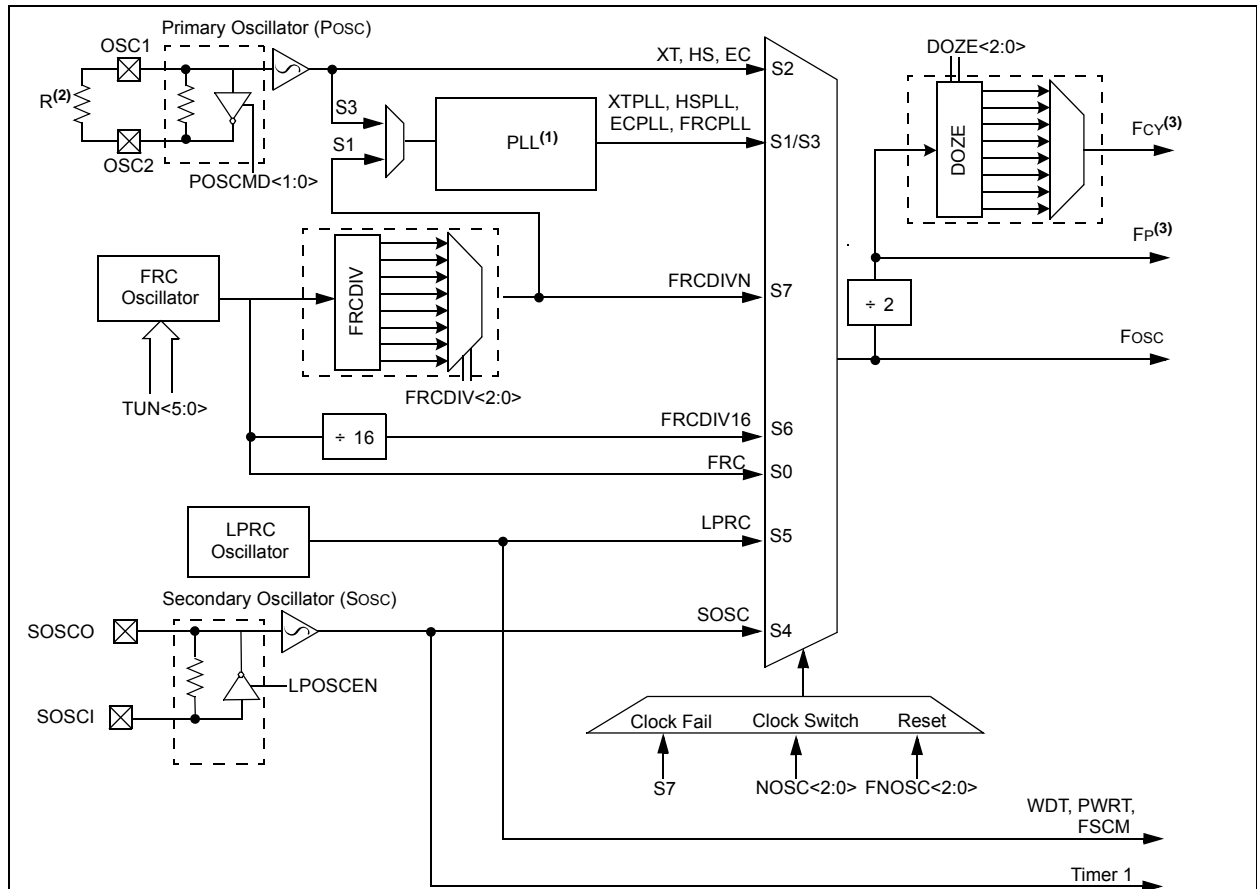 Primary Oscillator (POSC)
OSC1
R(2)
OSC2
POSCMD<1:0>
S3
S1
PLL(1)
XT, HS, EC
S2
XTPLL, HSPLL,
ECPLL, FRCPLL
S1/S3
DOZE<2:0>
DOZE
FCY(3)
FP(3)
÷ 2
FOSC
FRC
Oscillator
TUN<5:0>
FRCDIV
FRCDIV<2:0>
FRCDIVN
S7
÷ 16
FRCDIV16
S6
FRC
S0
LPRC
Oscillator
LPRC
S5
Secondary Oscillator (SOSC)
SOSCO
SOSCI
LPOSCEN
SOSC
S4
Clock Fail
Clock Switch
Reset
S7
NOSC<2:0>
FNOSC<2:0>
WDT, PWRT,
FSCM
Timer 1